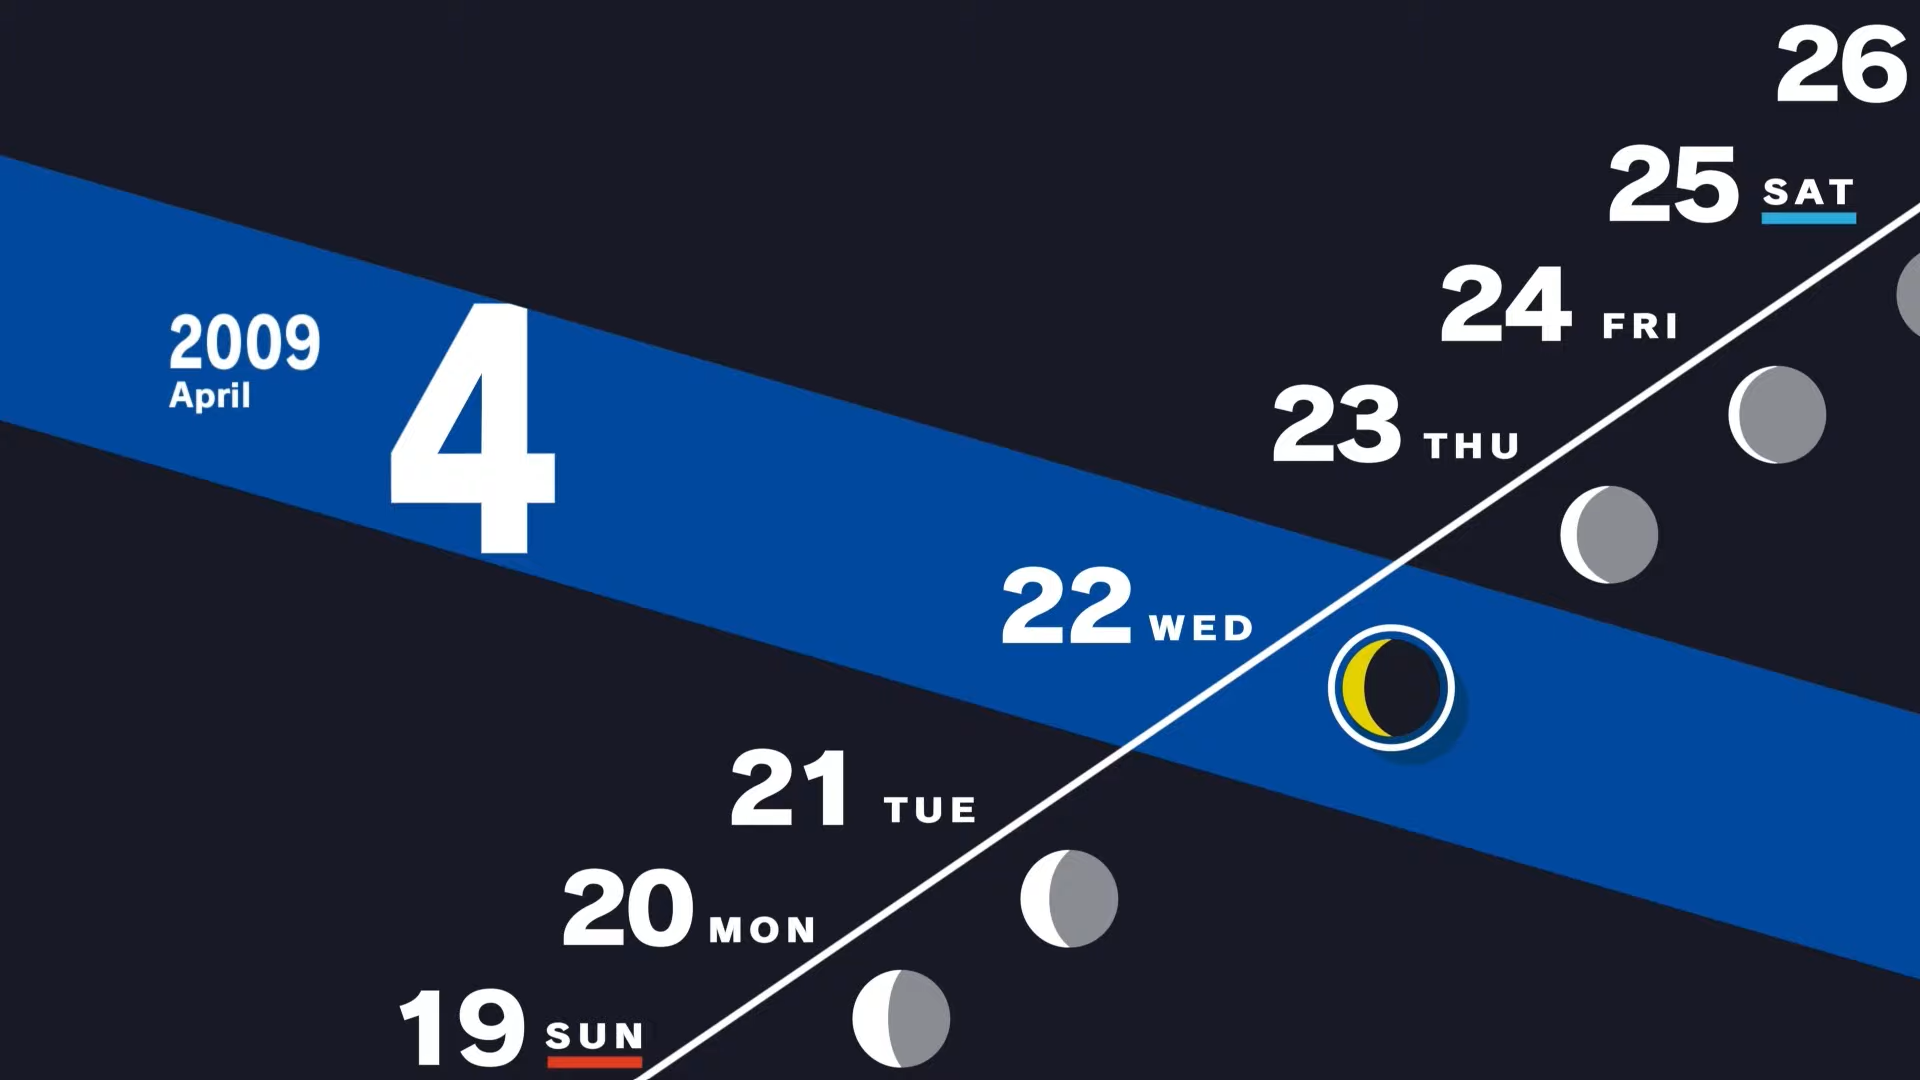 26
25 SAT
24 FRI
2009
April
4
23 THU
22 WED
21 TUE
20 MON
19 SUN